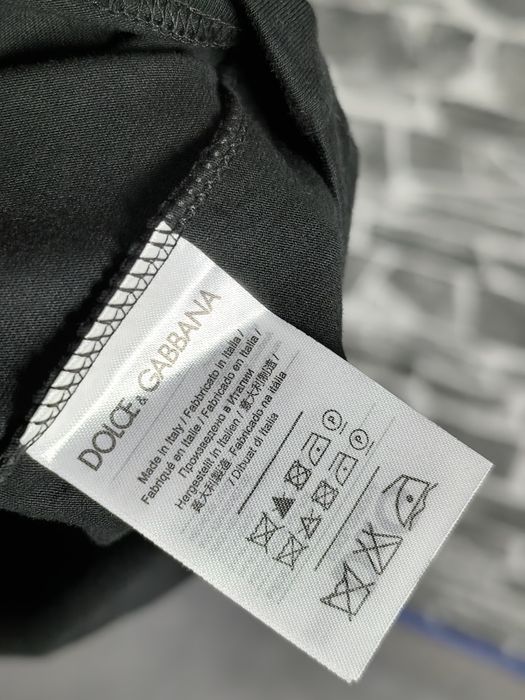 DOLCE & GABBANA
Made in Italy / Fabbricato in Italia /
Fabriqué en Italie / Fabricado en Italia /
Произведено в Италии
Hergestellt in Italien / 意大利制造 /
意大利製造 / Fabricado na Itália
/ Dibuat di Italia
P
P